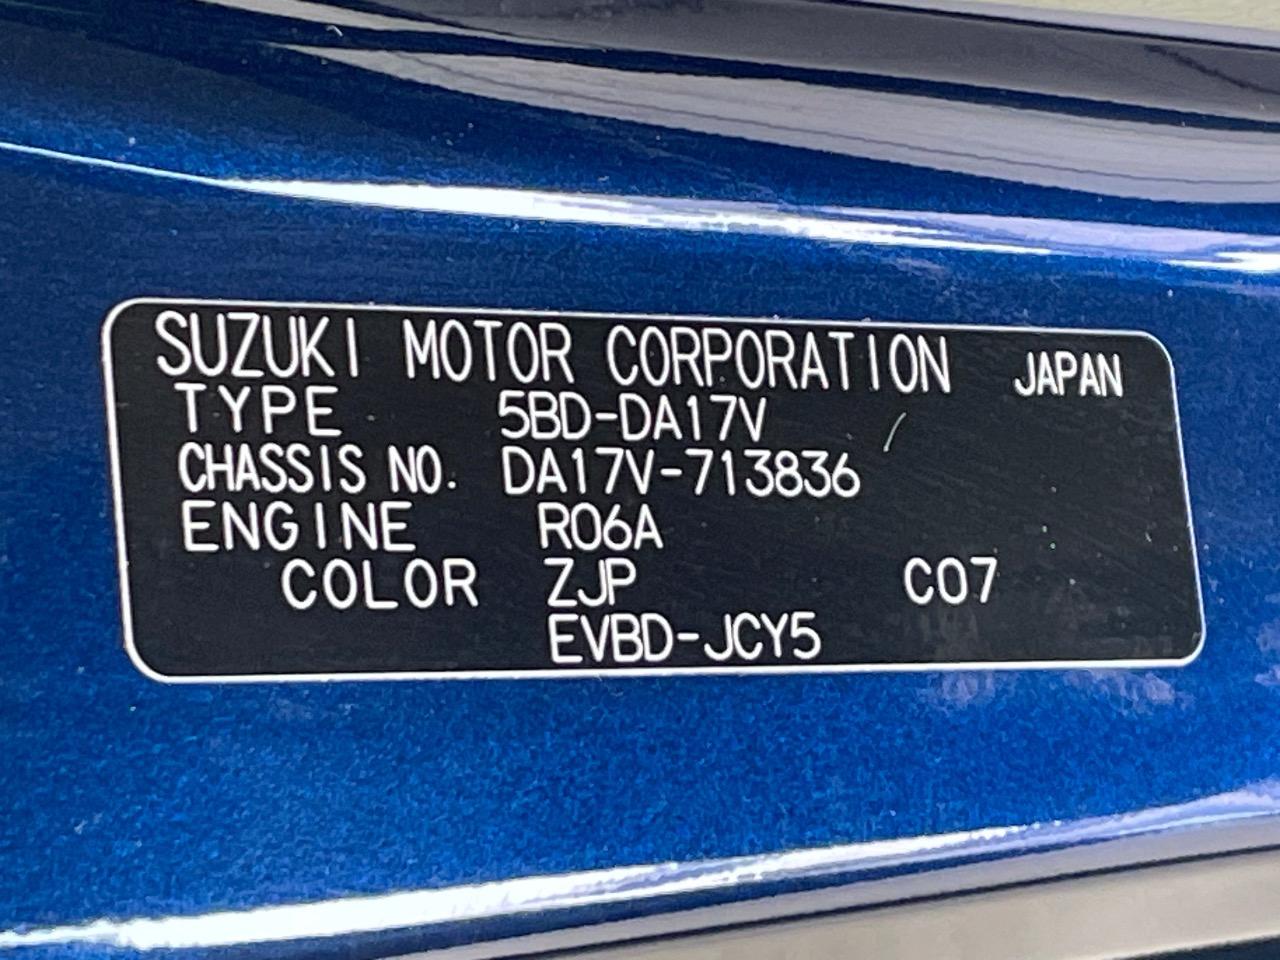 SUZUKI MOTOR CORPORATION JAPAN
TYPE 5BD-DA17V
CHASSIS NO. DA17V-713836
ENGINE R06A
COLOR ZJP C07
EVBD-JCY5